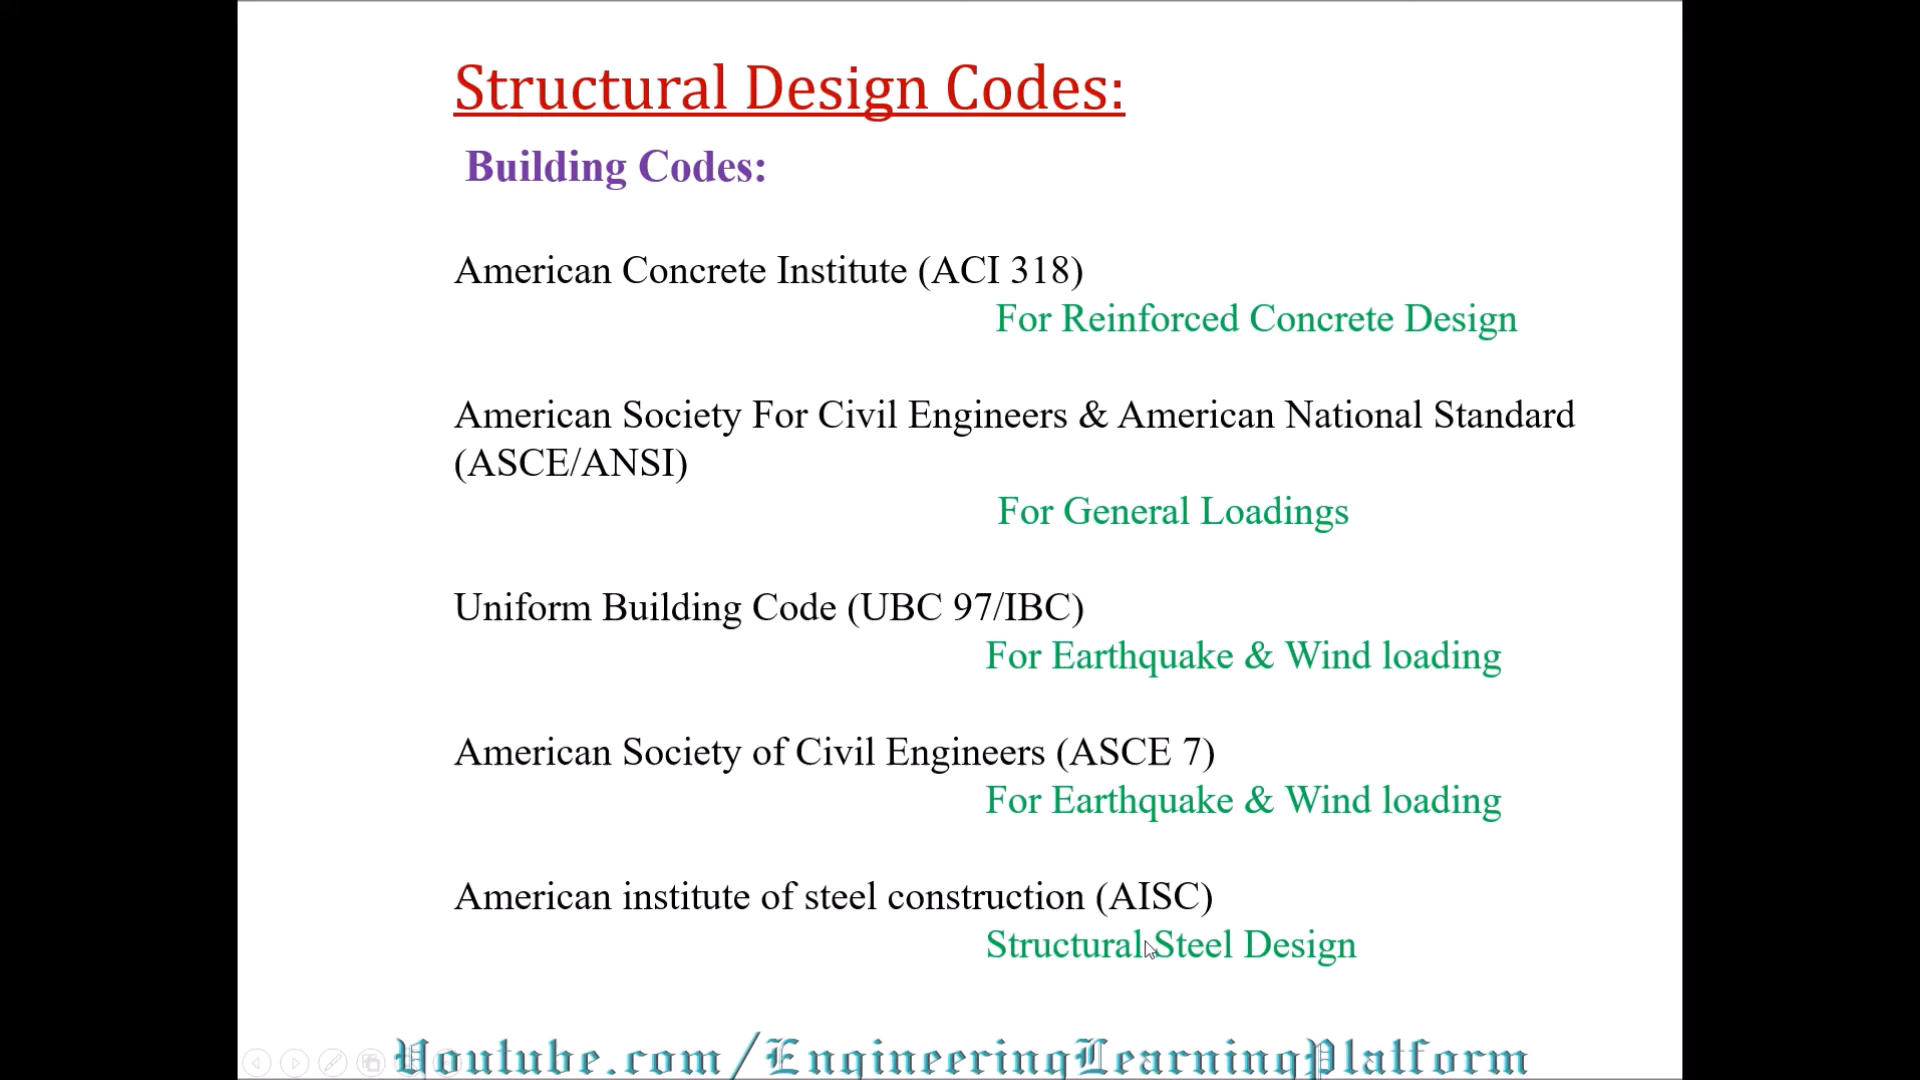 Structural Design Codes:
Building Codes:
American Concrete Institute (ACI 318)
For Reinforced Concrete Design
American Society For Civil Engineers & American National Standard
(ASCE/ANSI)
For General Loadings
Uniform Building Code (UBC 97/IBC)
For Earthquake & Wind loading
American Society of Civil Engineers (ASCE 7)
For Earthquake & Wind loading
American institute of steel construction (AISC)
Structural Steel Design
Youtube.com/EngineeringLearningPlatform